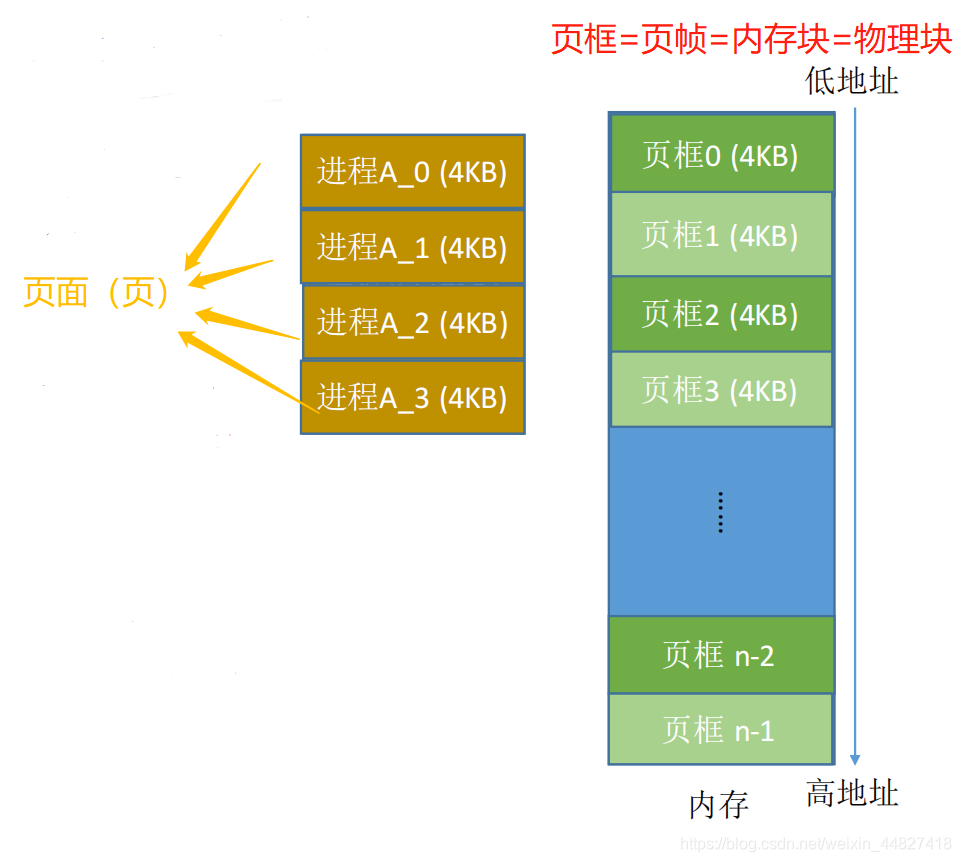 页框=页帧=内存块=物理块
低地址
进程A_0 (4KB)
进程A_1 (4KB)
进程A_2 (4KB)
进程A_3 (4KB)
页面（页）
页框0 (4KB)
页框1 (4KB)
页框2 (4KB)
页框3 (4KB)
......
页框 n-2
页框 n-1
内存
高地址
https://blog.csdn.net/weixin_44827418